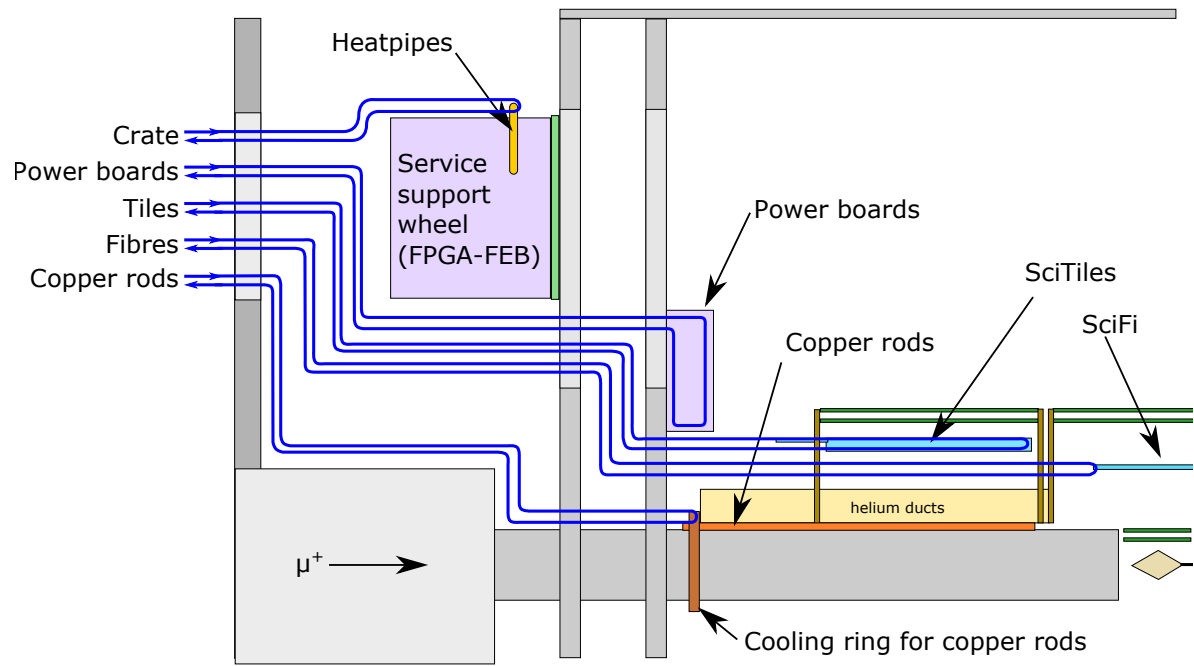 Heatpipes
Crate
Power boards
Tiles
Fibres
Copper rods
Service
support
wheel
(FPGA-FEB)
Power boards
SciTiles
SciFi
Copper rods
helium ducts
μ+
Cooling ring for copper rods